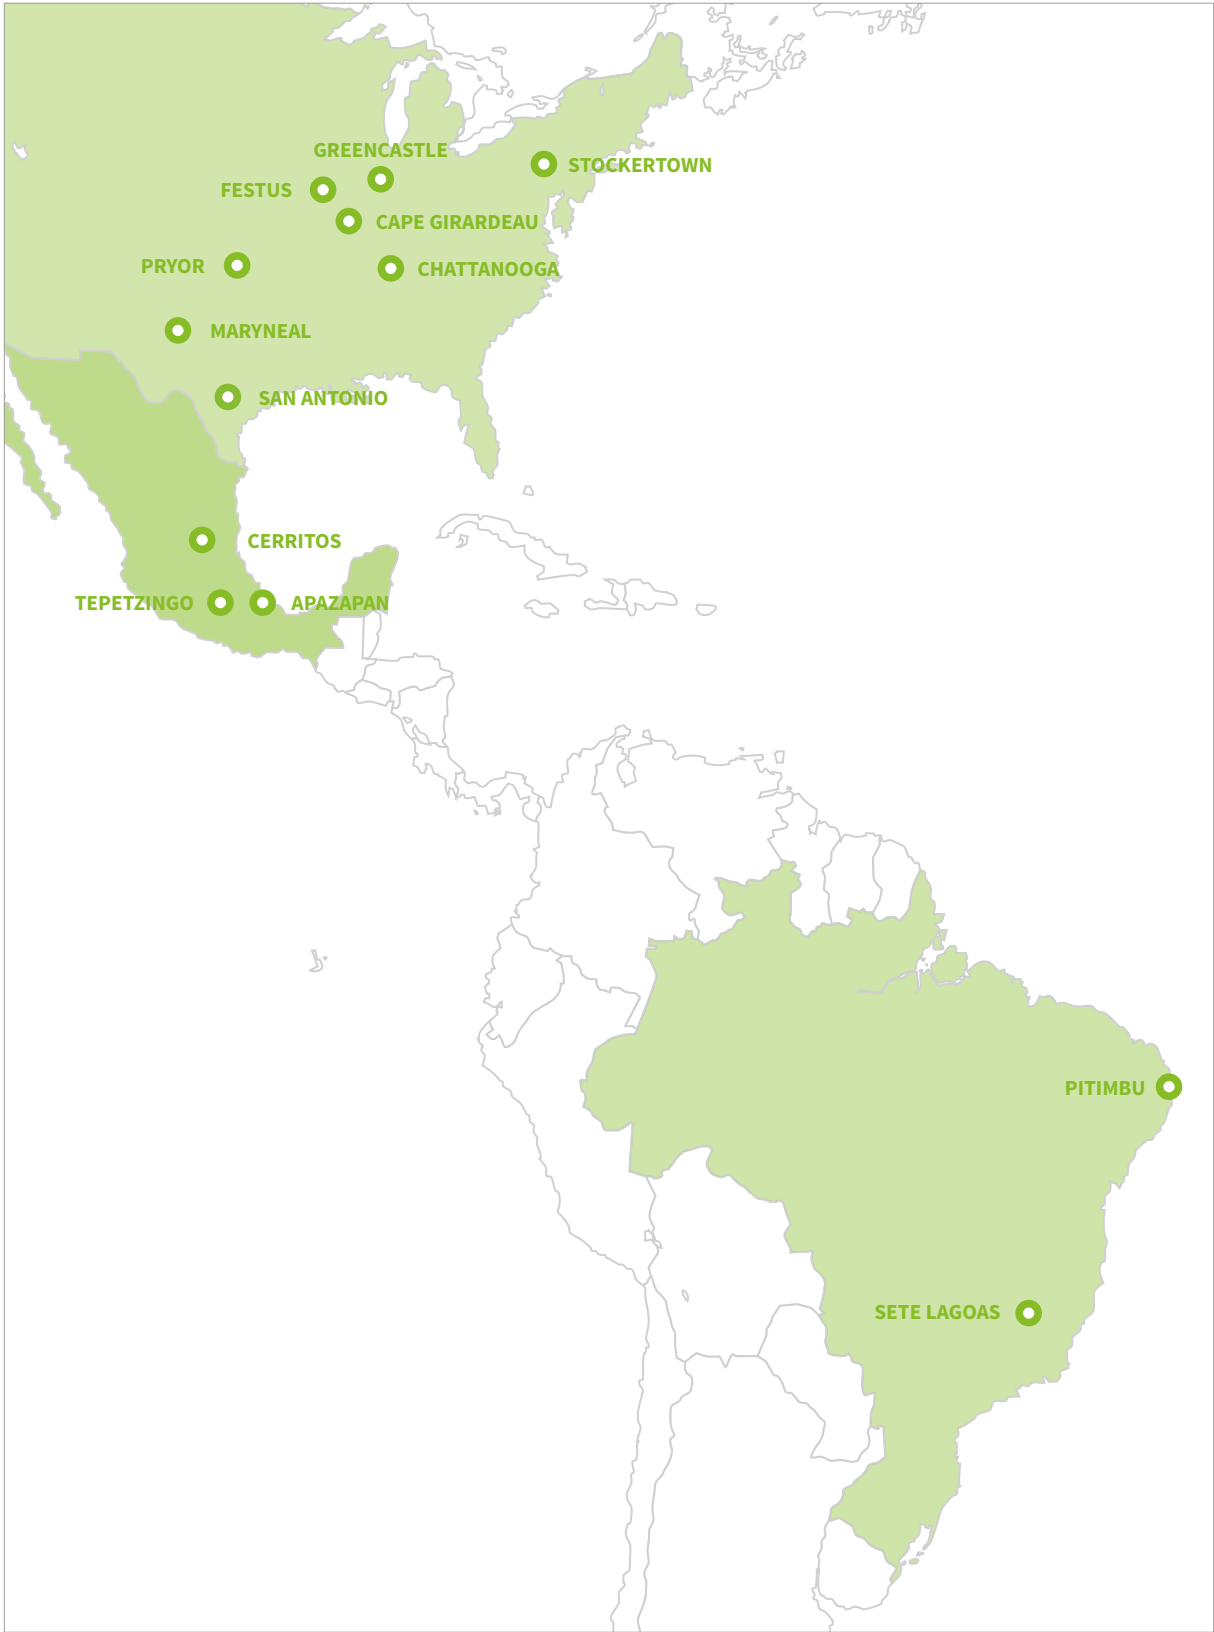 GREENCASTLE
STOCKERTOWN
FESTUS
CAPE GIRARDEAU
PRYOR
CHATTANOOGA
MARYNEAL
SAN ANTONIO
CERRITOS
TEPETZINGO
APAZAPAN
PITIMBU
SETE LAGOAS